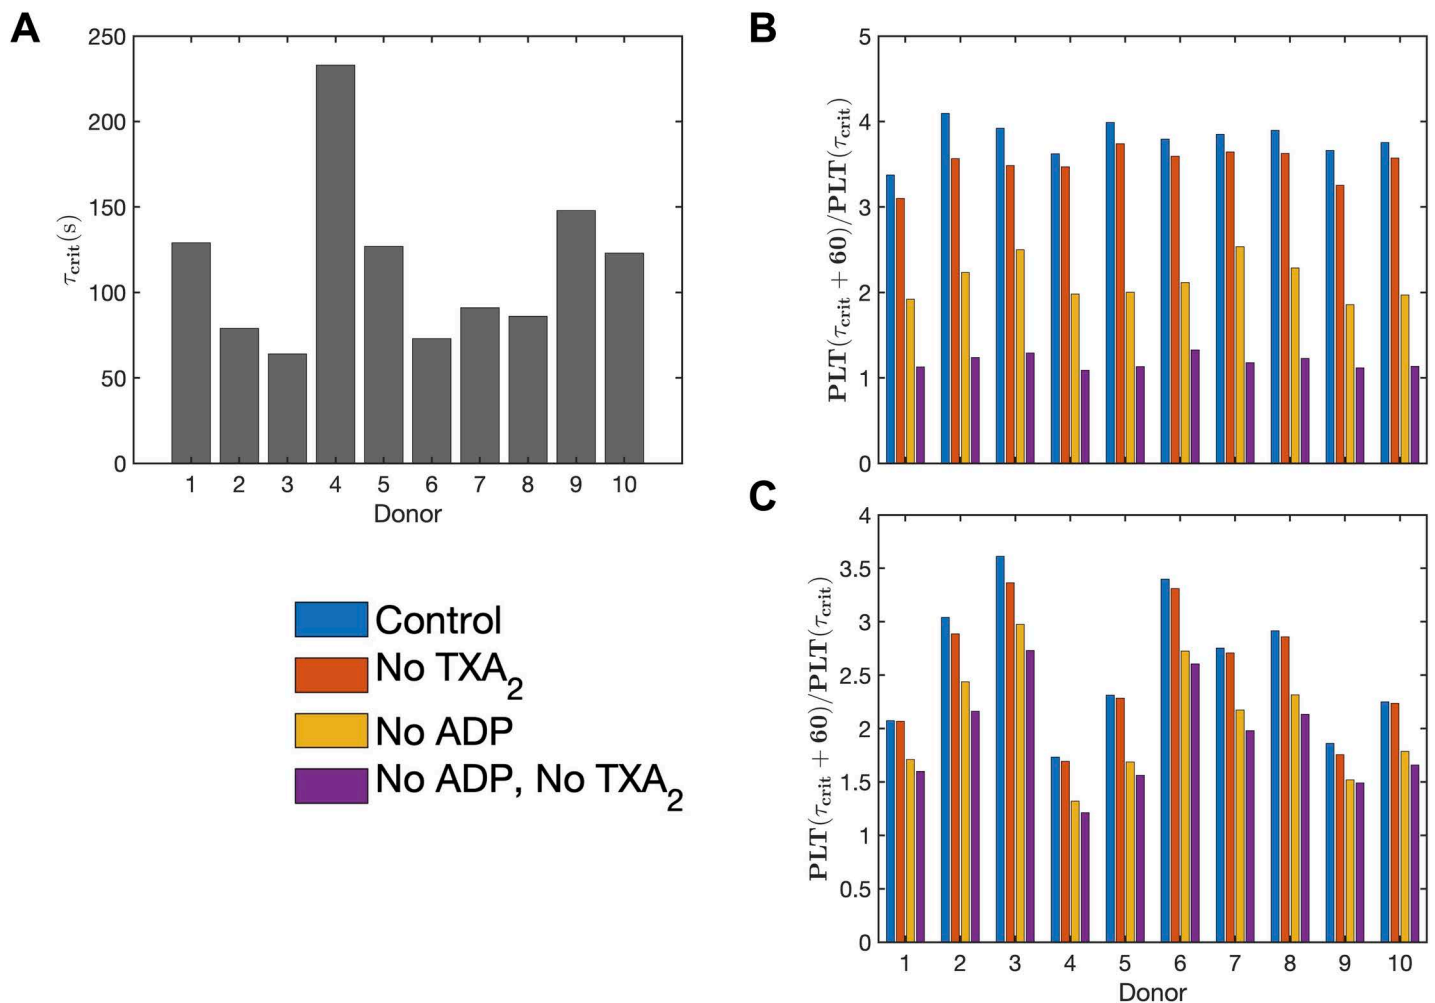 A
250
200
150
100
50
0
τcrit(s)
1 2 3 4 5 6 7 8 9 10
Donor
B
5
4
3
2
1
0
PLT(τcrit + 60)/PLT(τcrit)
C
4
3.5
3
2.5
2
1.5
1
0.5
0
PLT(τcrit + 60)/PLT(τcrit)
1 2 3 4 5 6 7 8 9 10
Donor
Control
No TXA2
No ADP
No ADP, No TXA2